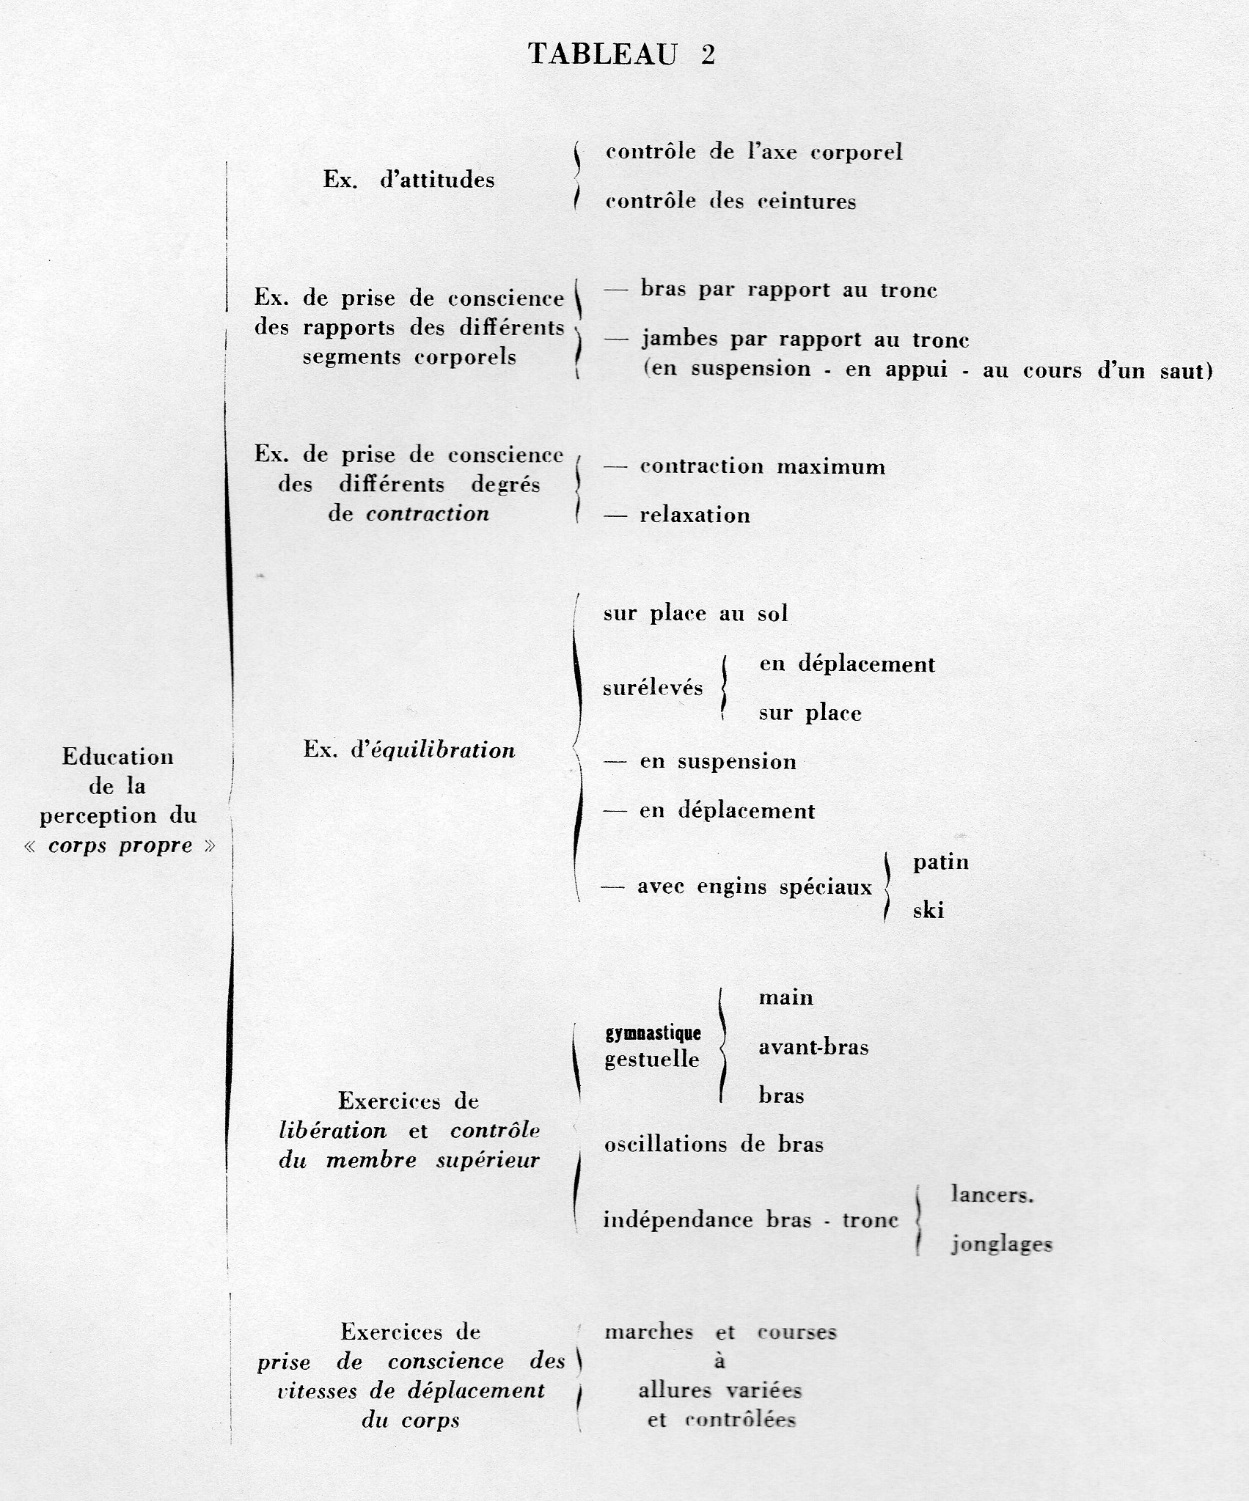 TABLEAU 2
Ex. d'attitudes
contrôle de l'axe corporel
contrôle des ceintures
Ex. de prise de conscience
des rapports des différents
segments corporels
— bras par rapport au tronc
— jambes par rapport au tronc
(en suspension - en appui - au cours d'un saut)
Ex. de prise de conscience
des différents degrés
de contraction
— contraction maximum
— relaxation
Education
de la
perception du
« corps propre »
Ex. d'équilibration
sur place au sol
surélevés
en déplacement
sur place
— en suspension
— en déplacement
— avec engins spéciaux
patin
ski
Exercices de
libération et contrôle
du membre supérieur
gymnastique
gestuelle
main
avant-bras
bras
oscillations de bras
indépendance bras - tronc
lancers.
jonglages
Exercices de
prise de conscience des
vitesses de déplacement
du corps
marches et courses
à
allures variées
et contrôlées